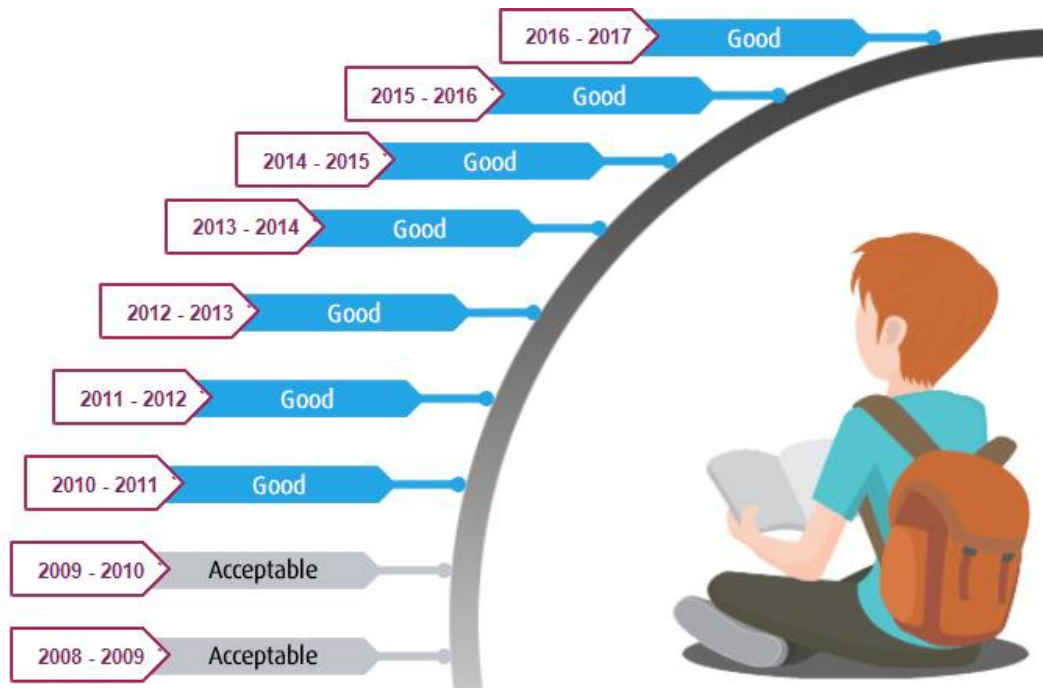 2016 - 2017 Good
2015 - 2016 Good
2014 - 2015 Good
2013 - 2014 Good
2012 - 2013 Good
2011 - 2012 Good
2010 - 2011 Good
2009 - 2010 Acceptable
2008 - 2009 Acceptable